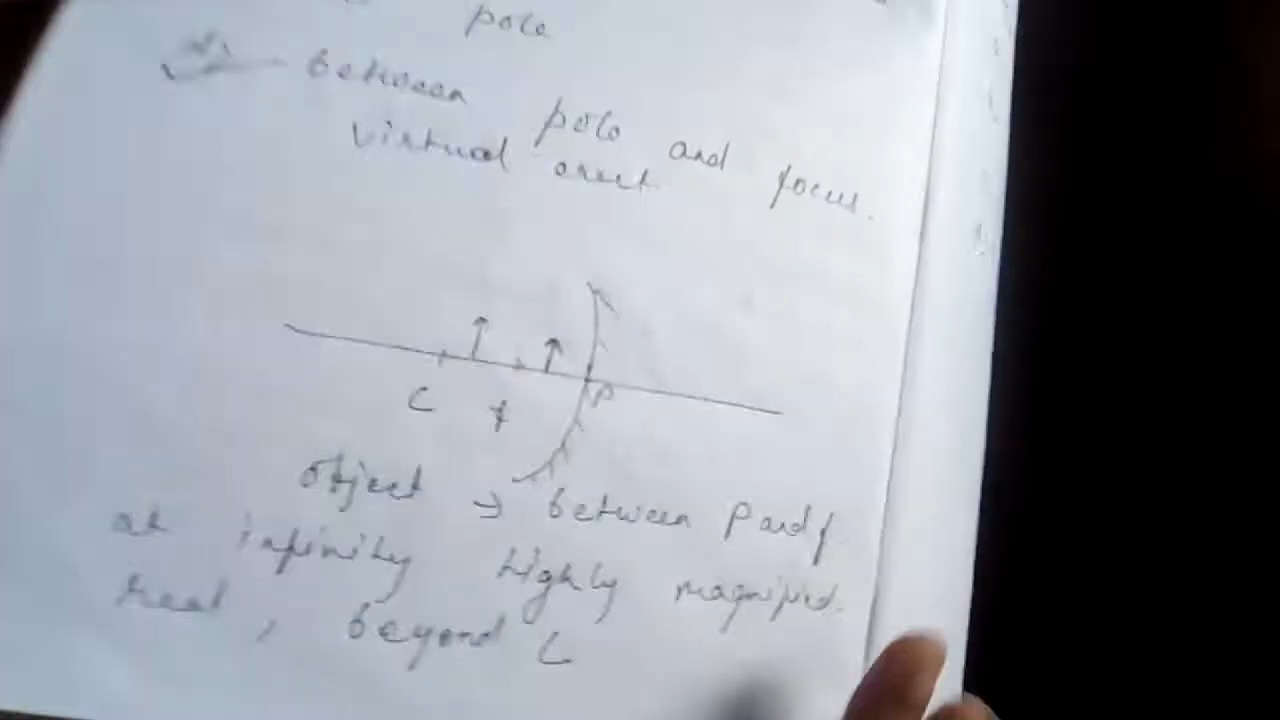 pole
between pole and focus.
virtual erect
C f P
object → between P and f
at infinity Highly magnified.
real, beyond C